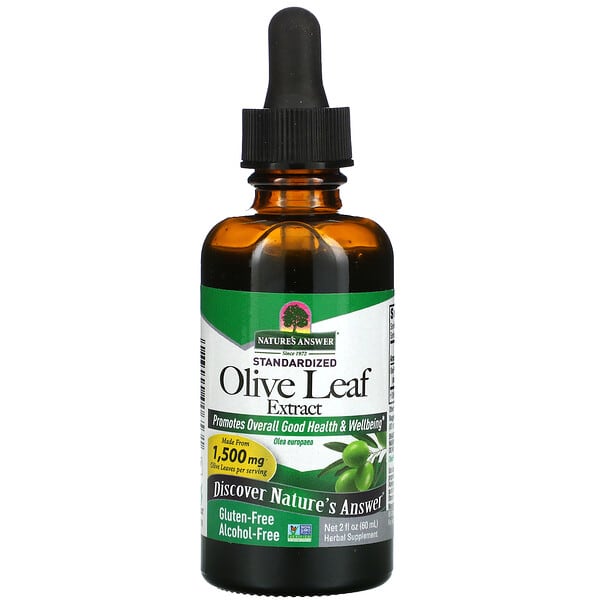 NATURE'S ANSWER®
Since 1972
STANDARDIZED
Olive Leaf
Extract
Promotes Overall Good Health & Wellbeing*
Olea europaea
Made From
1,500 mg
Olive Leaves per serving
Discover Nature's Answer™
Gluten-Free
Alcohol-Free
Net 2 fl oz (60 mL)
Herbal Supplement